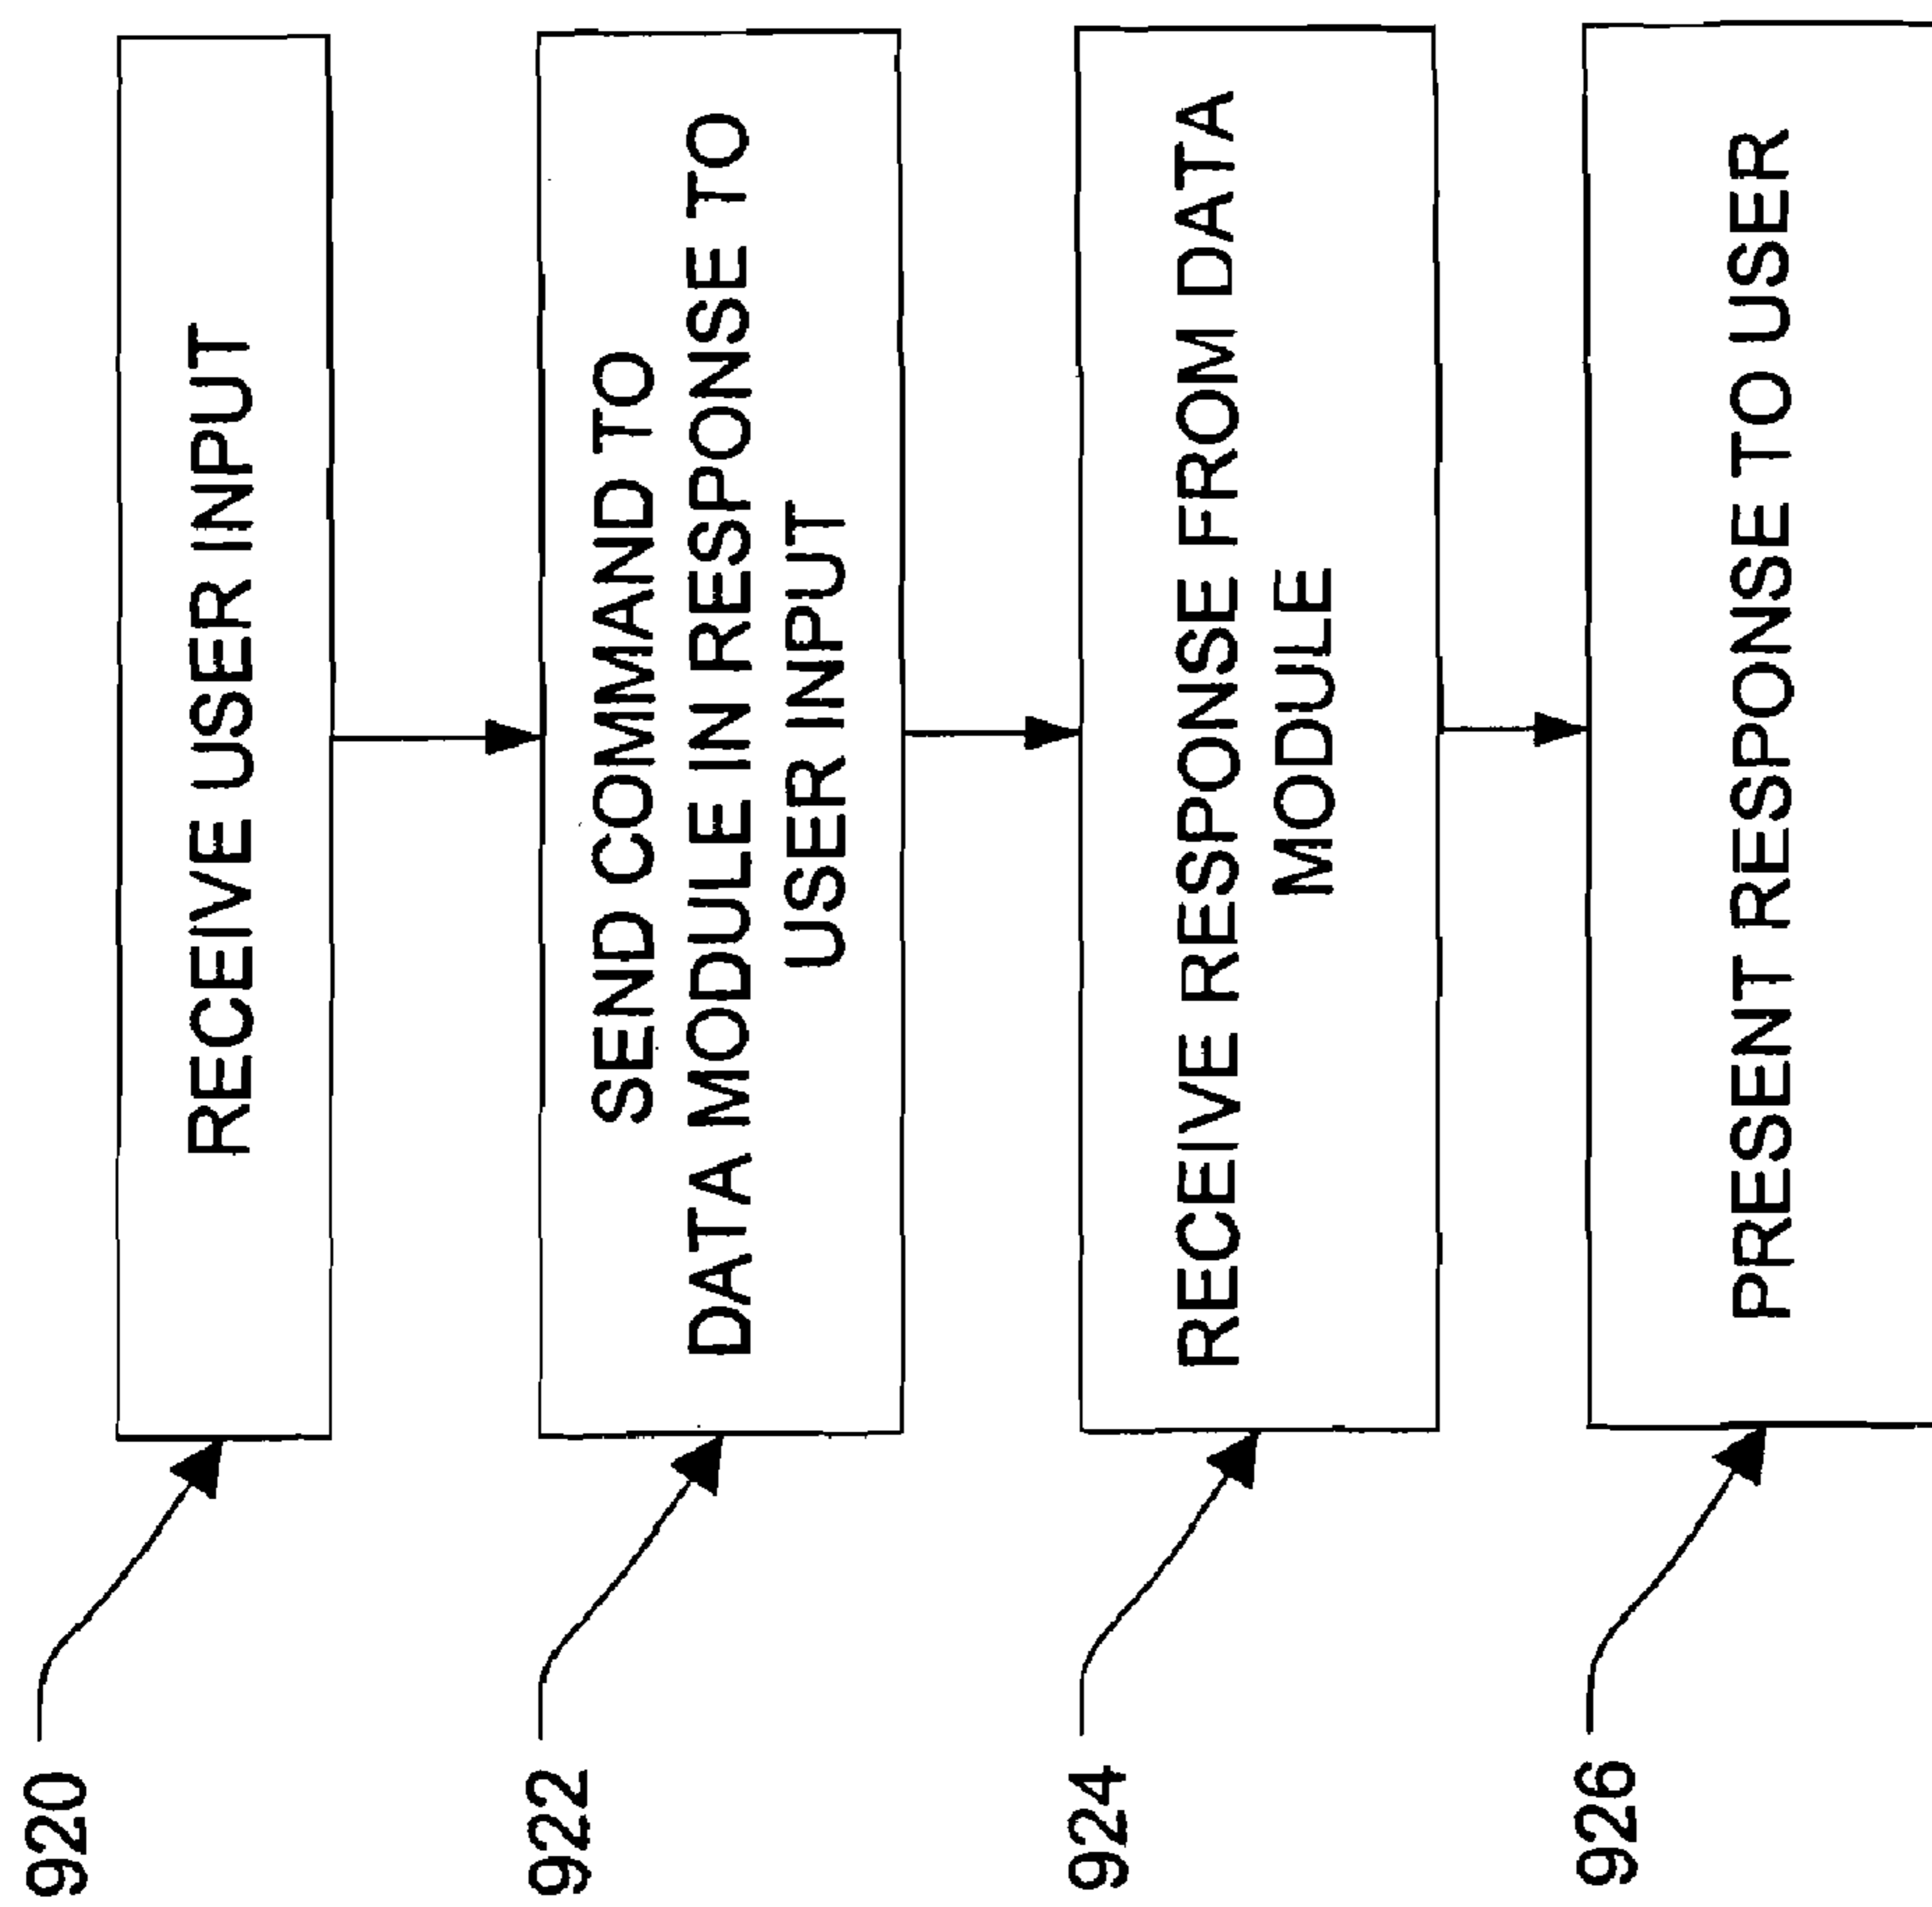 920
RECEIVE USER INPUT
922
SEND COMMAND TO
DATA MODULE IN RESPONSE TO
USER INPUT
924
RECEIVE RESPONSE FROM DATA
MODULE
926
PRESENT RESPONSE TO USER